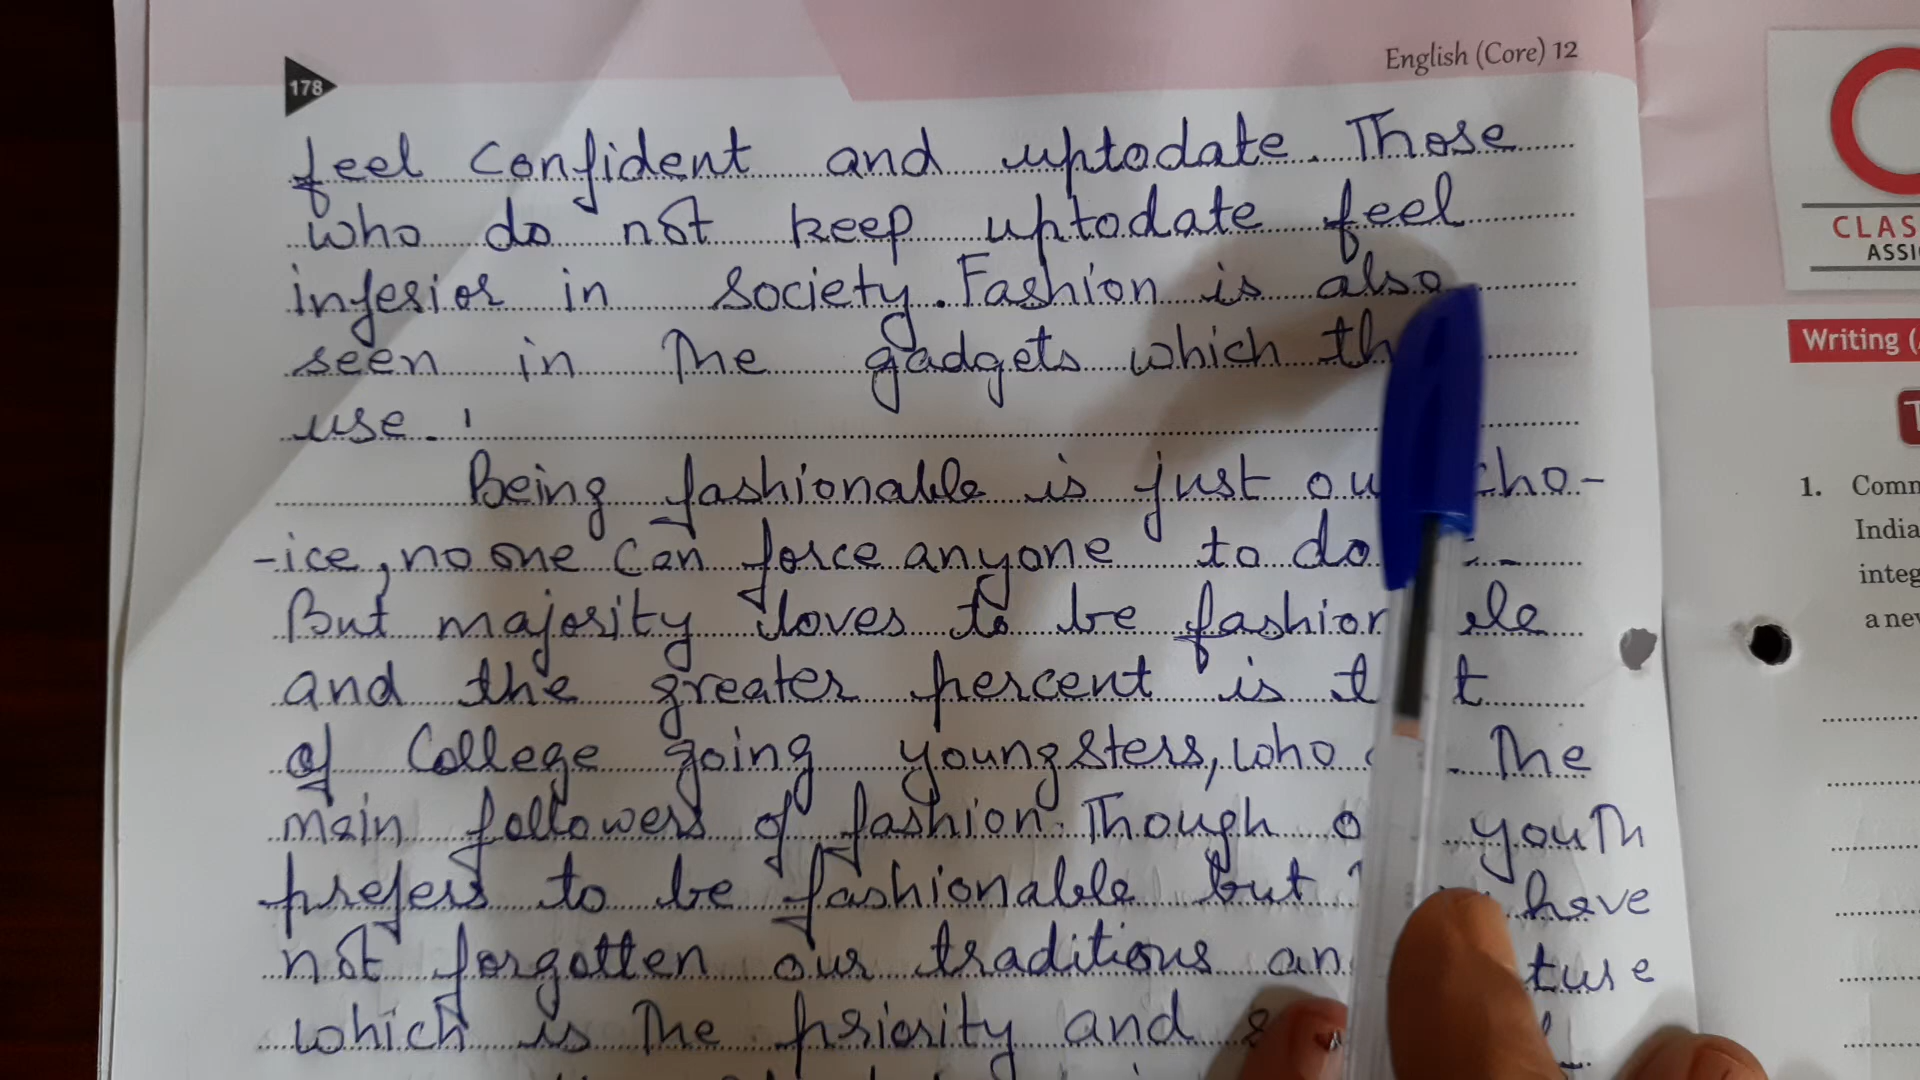 178
English (Core) 12
feel confident and uptodate. Those
who do not keep uptodate feel
inferior in society. Fashion is also
seen in the gadgets which
use.
Being fashionable is just cho-
-ice, no one can force anyone to do
But majority loves to be
and the greater percent is
of College going youngsters, who the
main followers of fashion. Though youth
prefers to be fashionable but have
not forgotten our traditions
which is the priority and
CLAS
ASSI
Writing (
1. Comm
India
integ
a new